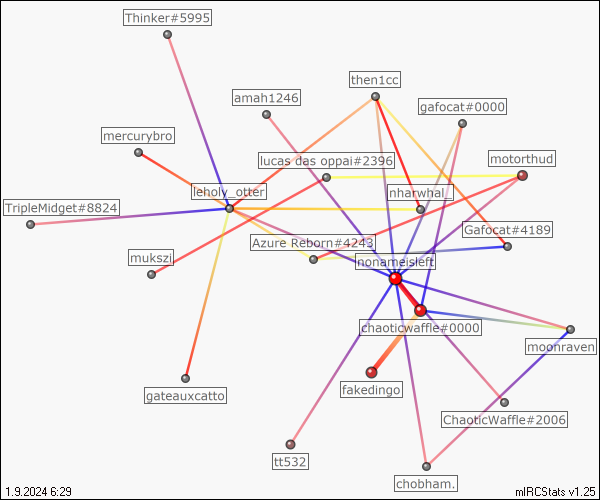 Thinker#5995
then1cc
amah1246
gafocat#0000
mercurybro
lucas das oppai#2396
motorthud
leholy_otter
nharwhal_
TripleMidget#8824
Gafocat#4189
Azure Reborn#4243
mukszi
nonameisleft
chaoticwaffle#0000
moonraven
fakedingo
gateauxcatto
ChaoticWaffle#2006
tt532
chobham.
1.9.2024 6:29
mIRCStats v1.25